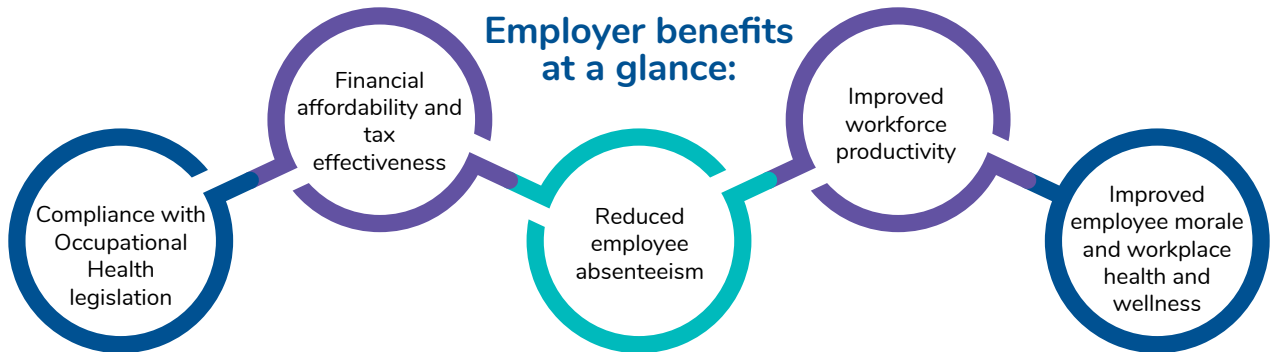 Employer benefits
at a glance:
Compliance with
Occupational
Health
legislation
Financial
affordability and
tax
effectiveness
Reduced
employee
absenteeism
Improved
workforce
productivity
Improved
employee morale
and workplace
health and
wellness